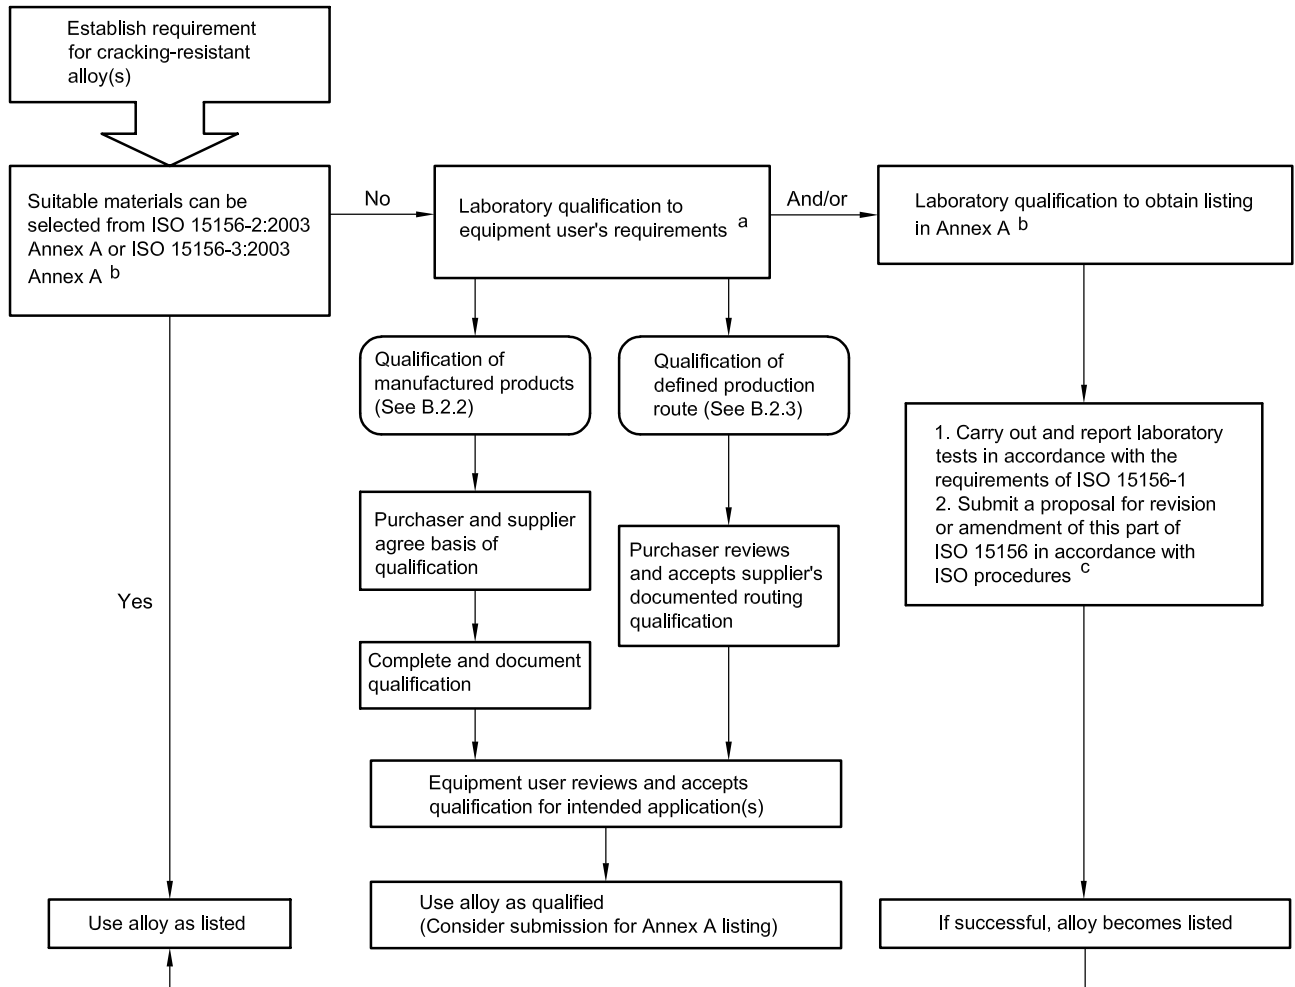 Establish requirement
for cracking-resistant
alloy(s)
Suitable materials can be
selected from ISO 15156-2:2003
Annex A or ISO 15156-3:2003
Annex A b
No
Laboratory qualification to
equipment user's requirements a
And/or
Laboratory qualification to obtain listing
in Annex A b
Qualification of
manufactured products
(See B.2.2)
Qualification of
defined production
route (See B.2.3)
1. Carry out and report laboratory
tests in accordance with the
requirements of ISO 15156-1
2. Submit a proposal for revision
or amendment of this part of
ISO 15156 in accordance with
ISO procedures c
Purchaser and supplier
agree basis of
qualification
Purchaser reviews
and accepts supplier's
documented routing
qualification
Yes
Complete and document
qualification
Equipment user reviews and accepts
qualification for intended application(s)
Use alloy as listed
Use alloy as qualified
(Consider submission for Annex A listing)
If successful, alloy becomes listed